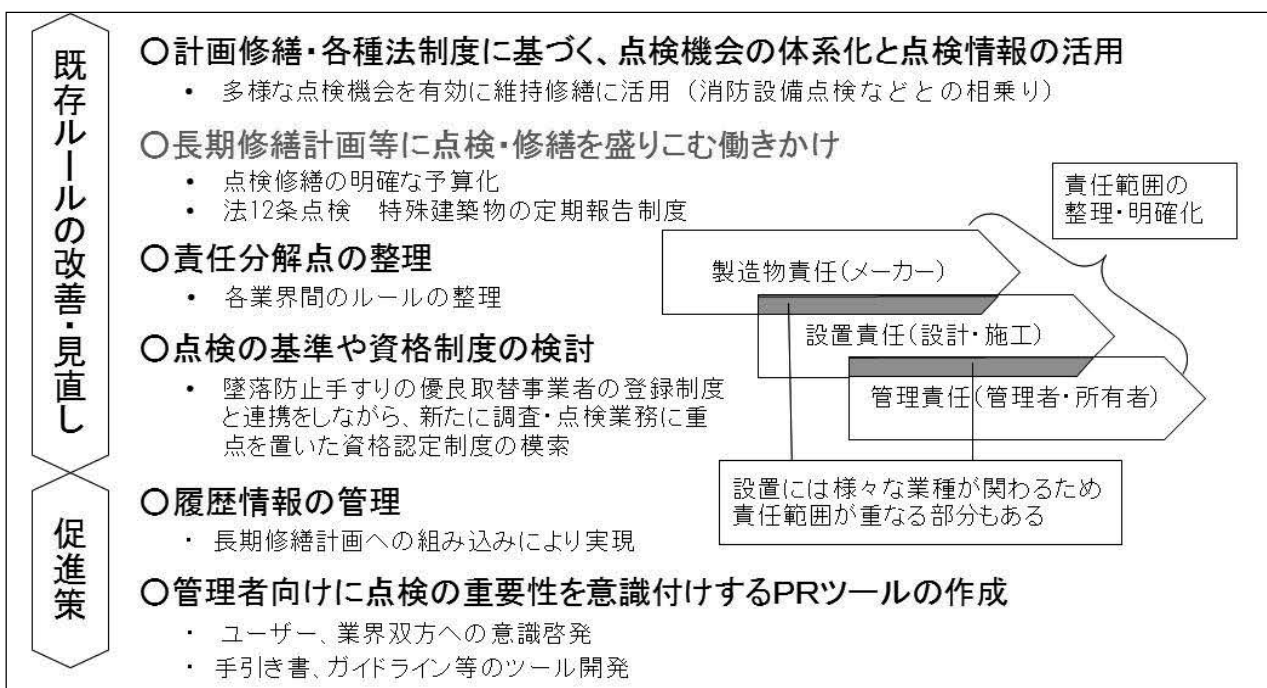 既存ルールの改善・見直し
〇計画修繕・各種法制度に基づく、点検機会の体系化と点検情報の活用
• 多様な点検機会を有効に維持修繕に活用（消防設備点検などとの相乗り）
〇長期修繕計画等に点検・修繕を盛りこむ働きかけ
• 点検修繕の明確な予算化
• 法12条点検　特殊建築物の定期報告制度
〇責任分解点の整理
• 各業界間のルールの整理
〇点検の基準や資格制度の検討
• 墜落防止手すりの優良取替事業者の登録制度
と連携をしながら、新たに調査・点検業務に重
点を置いた資格認定制度の模索
責任範囲の
整理・明確化
製造物責任（メーカー）
設置責任（設計・施工）
管理責任（管理者・所有者）
設置には様々な業種が関わるため
責任範囲が重なる部分もある
促進策
〇履歴情報の管理
・ 長期修繕計画への組み込みにより実現
〇管理者向けに点検の重要性を意識付けするPRツールの作成
・ ユーザー、業界双方への意識啓発
・ 手引き書、ガイドライン等のツール開発